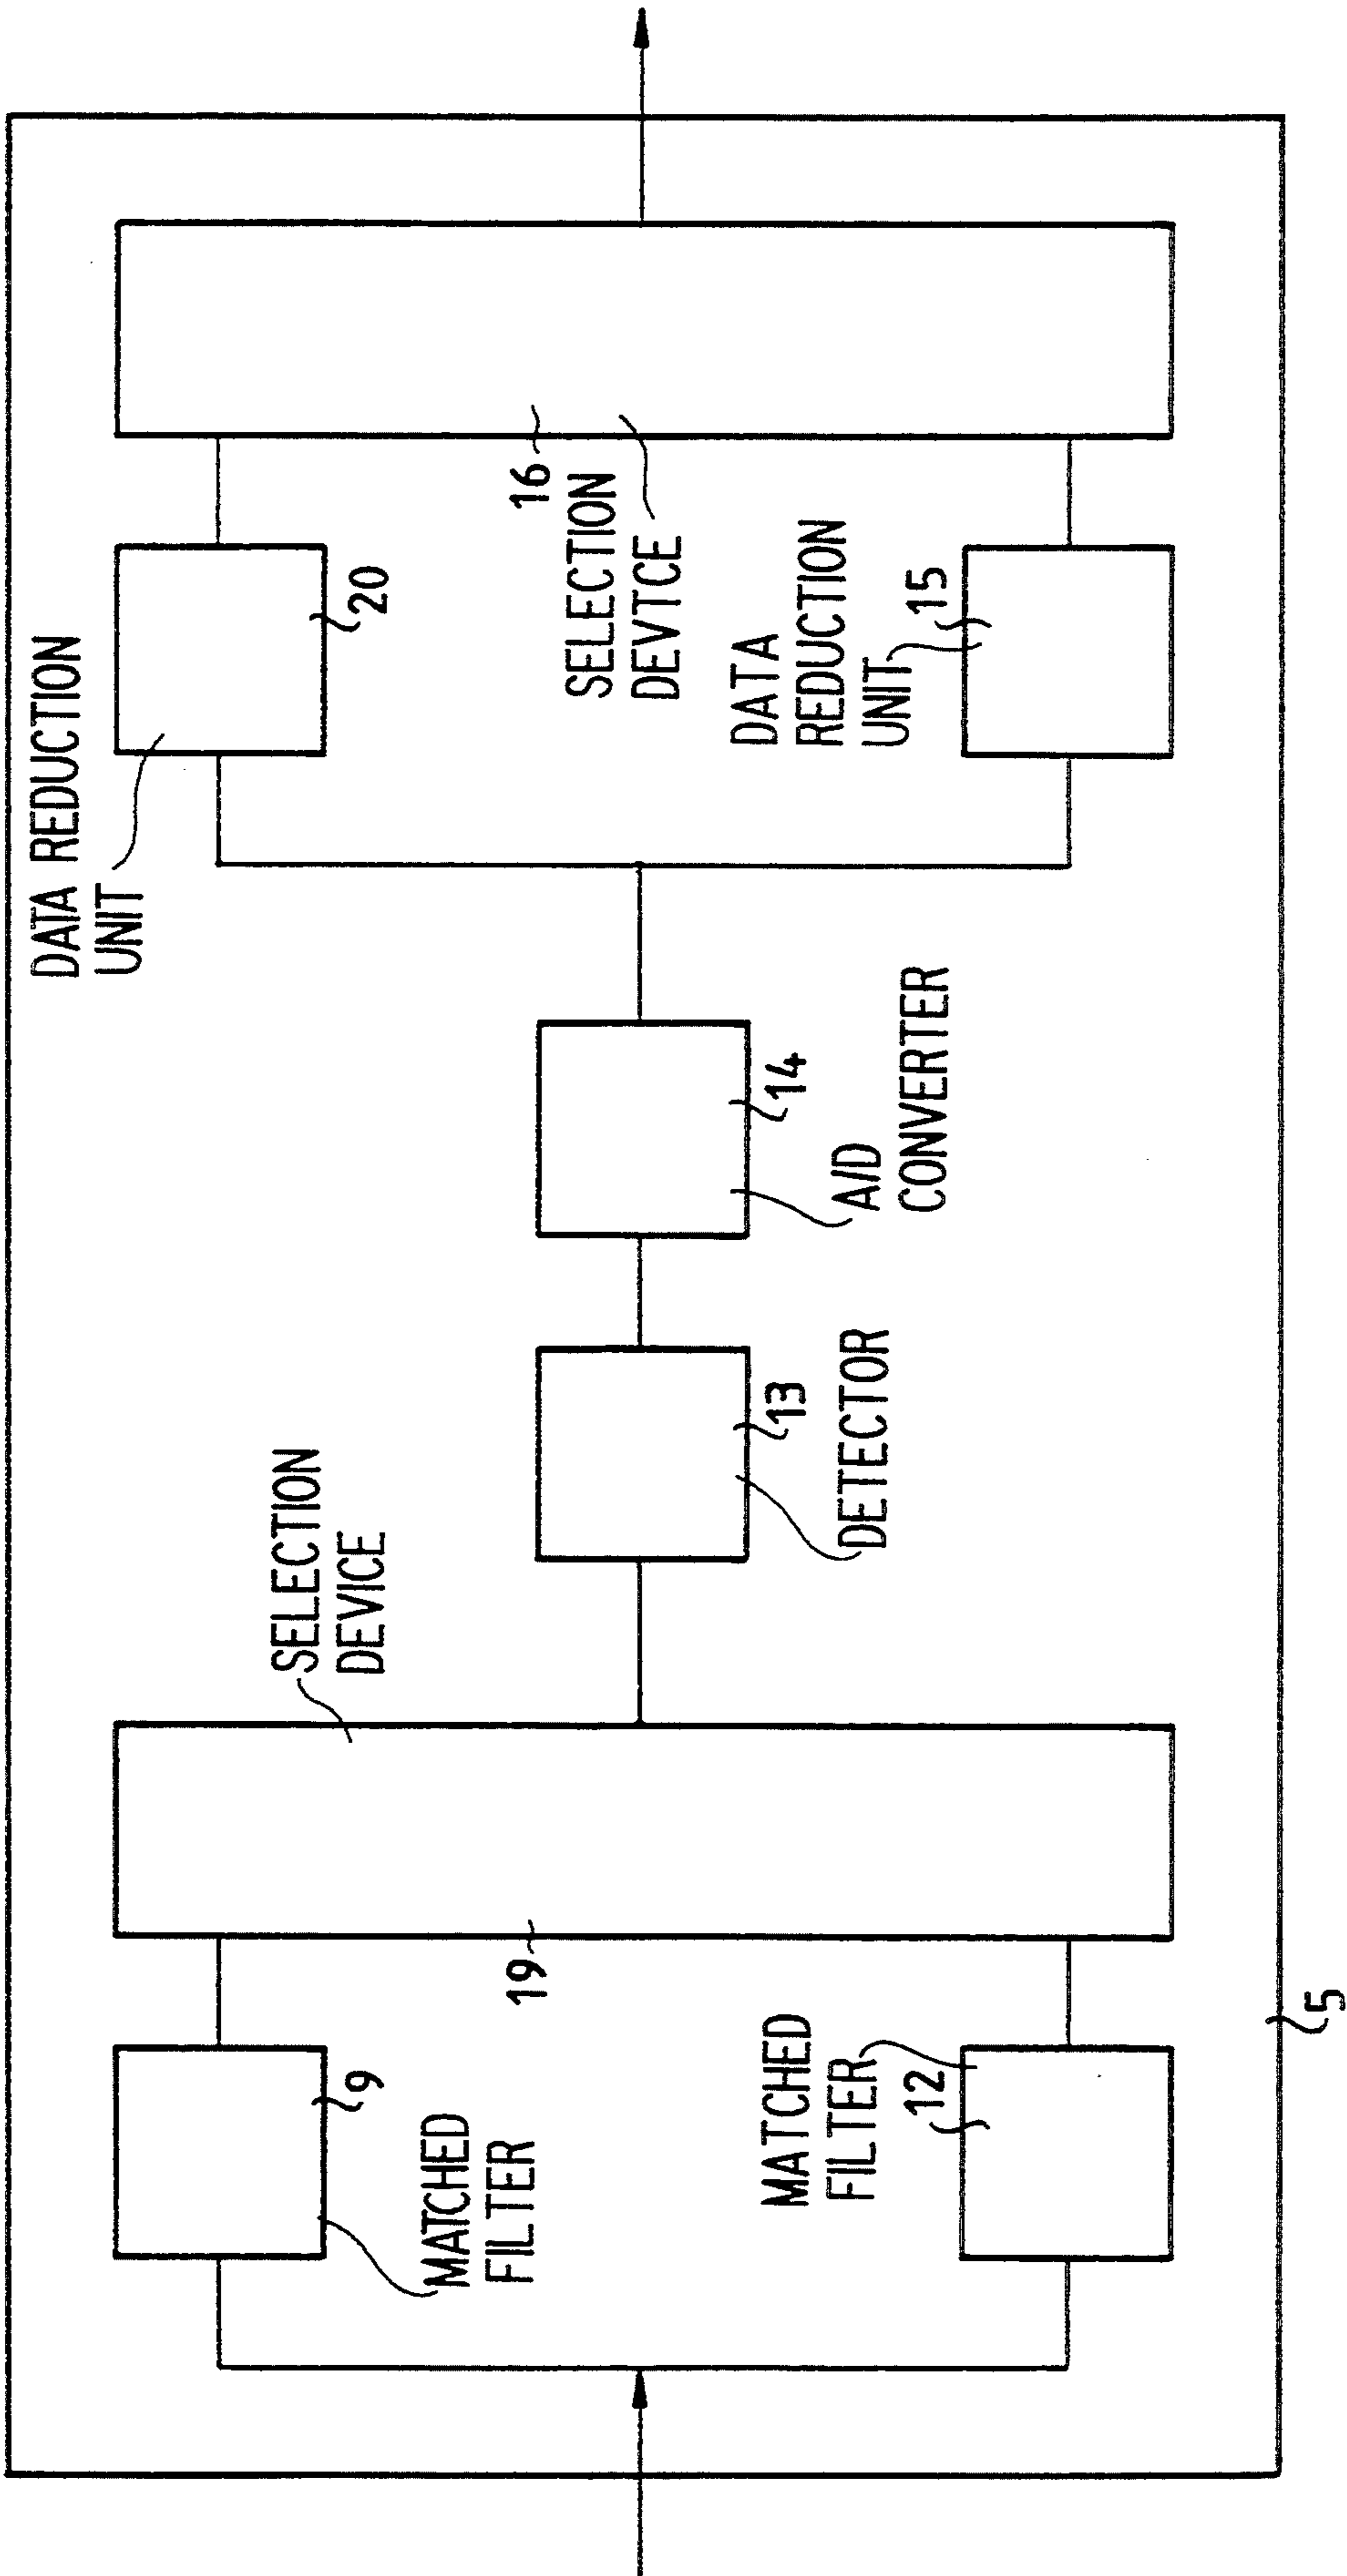 DATA REDUCTION
UNIT
20
SELECTION
DEVICE
9
MATCHED
FILTER
19
16
SELECTION
DEVTCE
13
DETECTOR
14
A/D
CONVERTER
DATA
REDUCTION
UNIT
15
MATCHED
FILTER
12
5